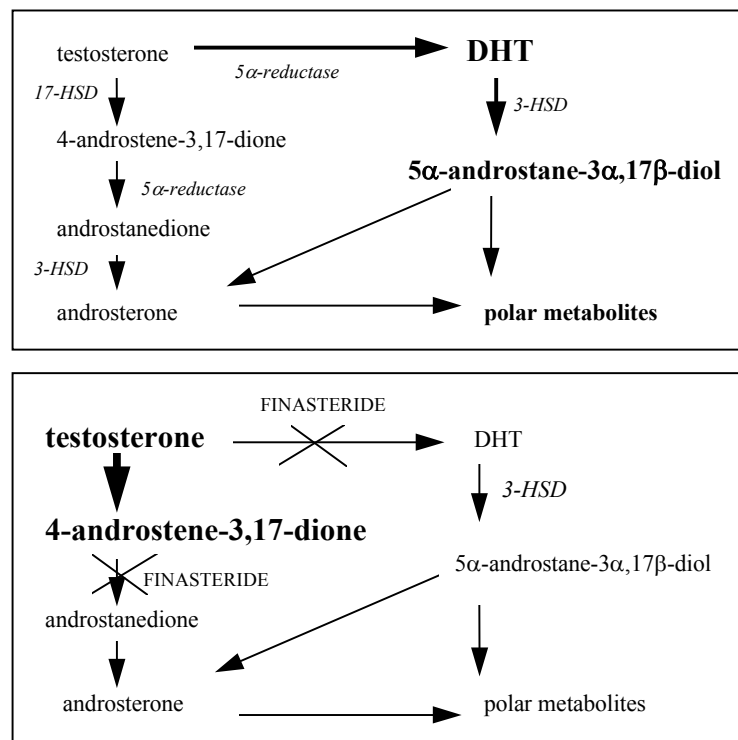 testosterone
DHT
5α-reductase
17-HSD
3-HSD
4-androstene-3,17-dione
5α-androstane-3α,17β-diol
5α-reductase
androstanedione
3-HSD
androsterone
polar metabolites
FINASTERIDE
testosterone
DHT
3-HSD
4-androstene-3,17-dione
5α-androstane-3α,17β-diol
FINASTERIDE
androstanedione
androsterone
polar metabolites